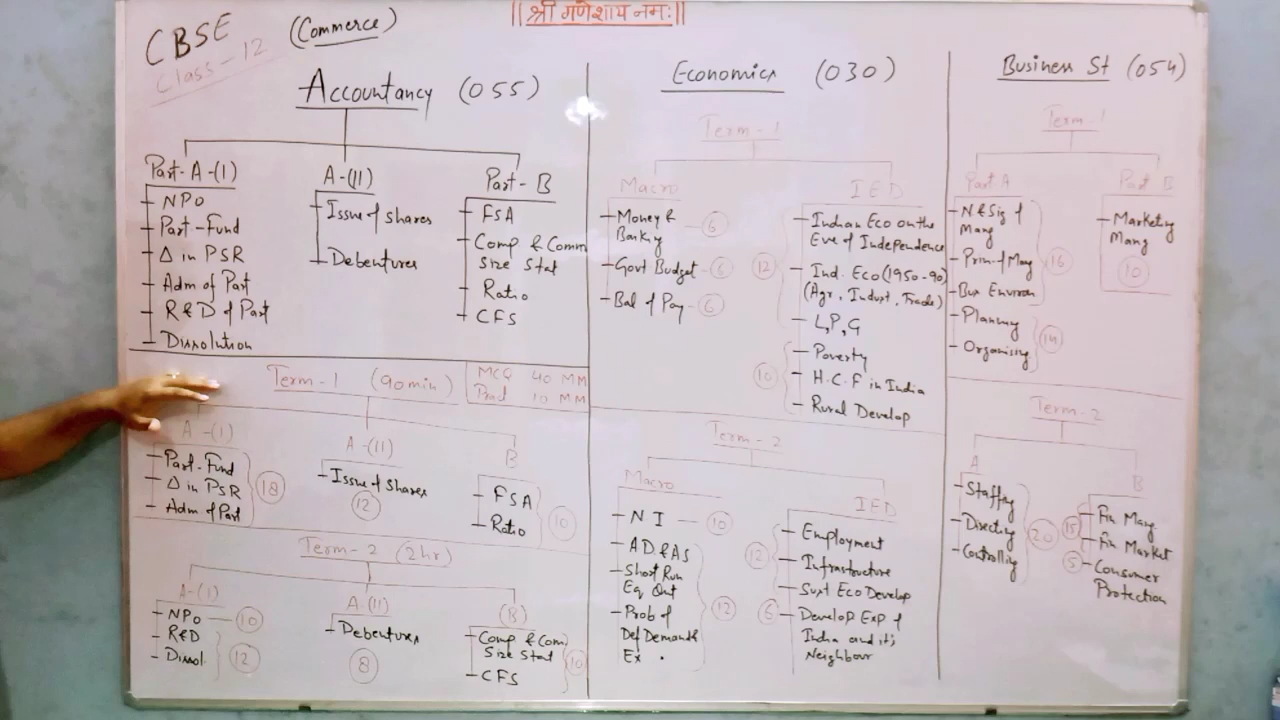 || श्री गणेशाय नमः ||
CBSE (Commerce)
Class-12
Accountancy (055)
Part-A-(I)
NPO
Part-Fund
Δ in PSR
Adm of Part
R&D of Part
Dissolution
A-(II)
Issue of shares
Debentures
Part-B
FSA
Comp & Comm
Size Stat
Ratio
CFS
Term-1 (90 min)
MCQ 40 MM
Prod 10 MM
A-(I)
Part-Fund
Δ in PSR
Adm of Part
18
A-(II)
Issue of Shares
12
B
FSA
Ratio
10
Term-2 (2hr)
A-(I)
NPO - 10
R&D
Dissol
12
A(II)
Debentures
8
(B)
Comp & Com
Size Stat
CFS
10
Economics (030)
Term-1
Macro
Money &
Banking - 6
Govt Budget - 6
Bal of Pay - 6
IED
Indian Eco on the
Eve of Independence
Ind. Eco (1950-90)
(Agr, Indust, Trade)
L, P, G
12
Poverty
H.C.F in India
Rural Develop
10
Term-2
Macro
NI - 10
AD & AS
Short Run
Eq Out
Prob of
Def Demand &
Ex .
12
IED
Employment
Infrastructure
Sust Eco Develop
12
Develop Exp of
India and its
Neighbour
6
Business St (054)
Term-1
Part A
N & Sig of
Mang
Prin of Mang
Bus Environ
16
Planning
Organising
14
Part B
Marketing
Mang
10
Term-2
A
Staffing
Directing
Controlling
20
B
Fin Mang
Fin Market
15
Consumer
Protection
5